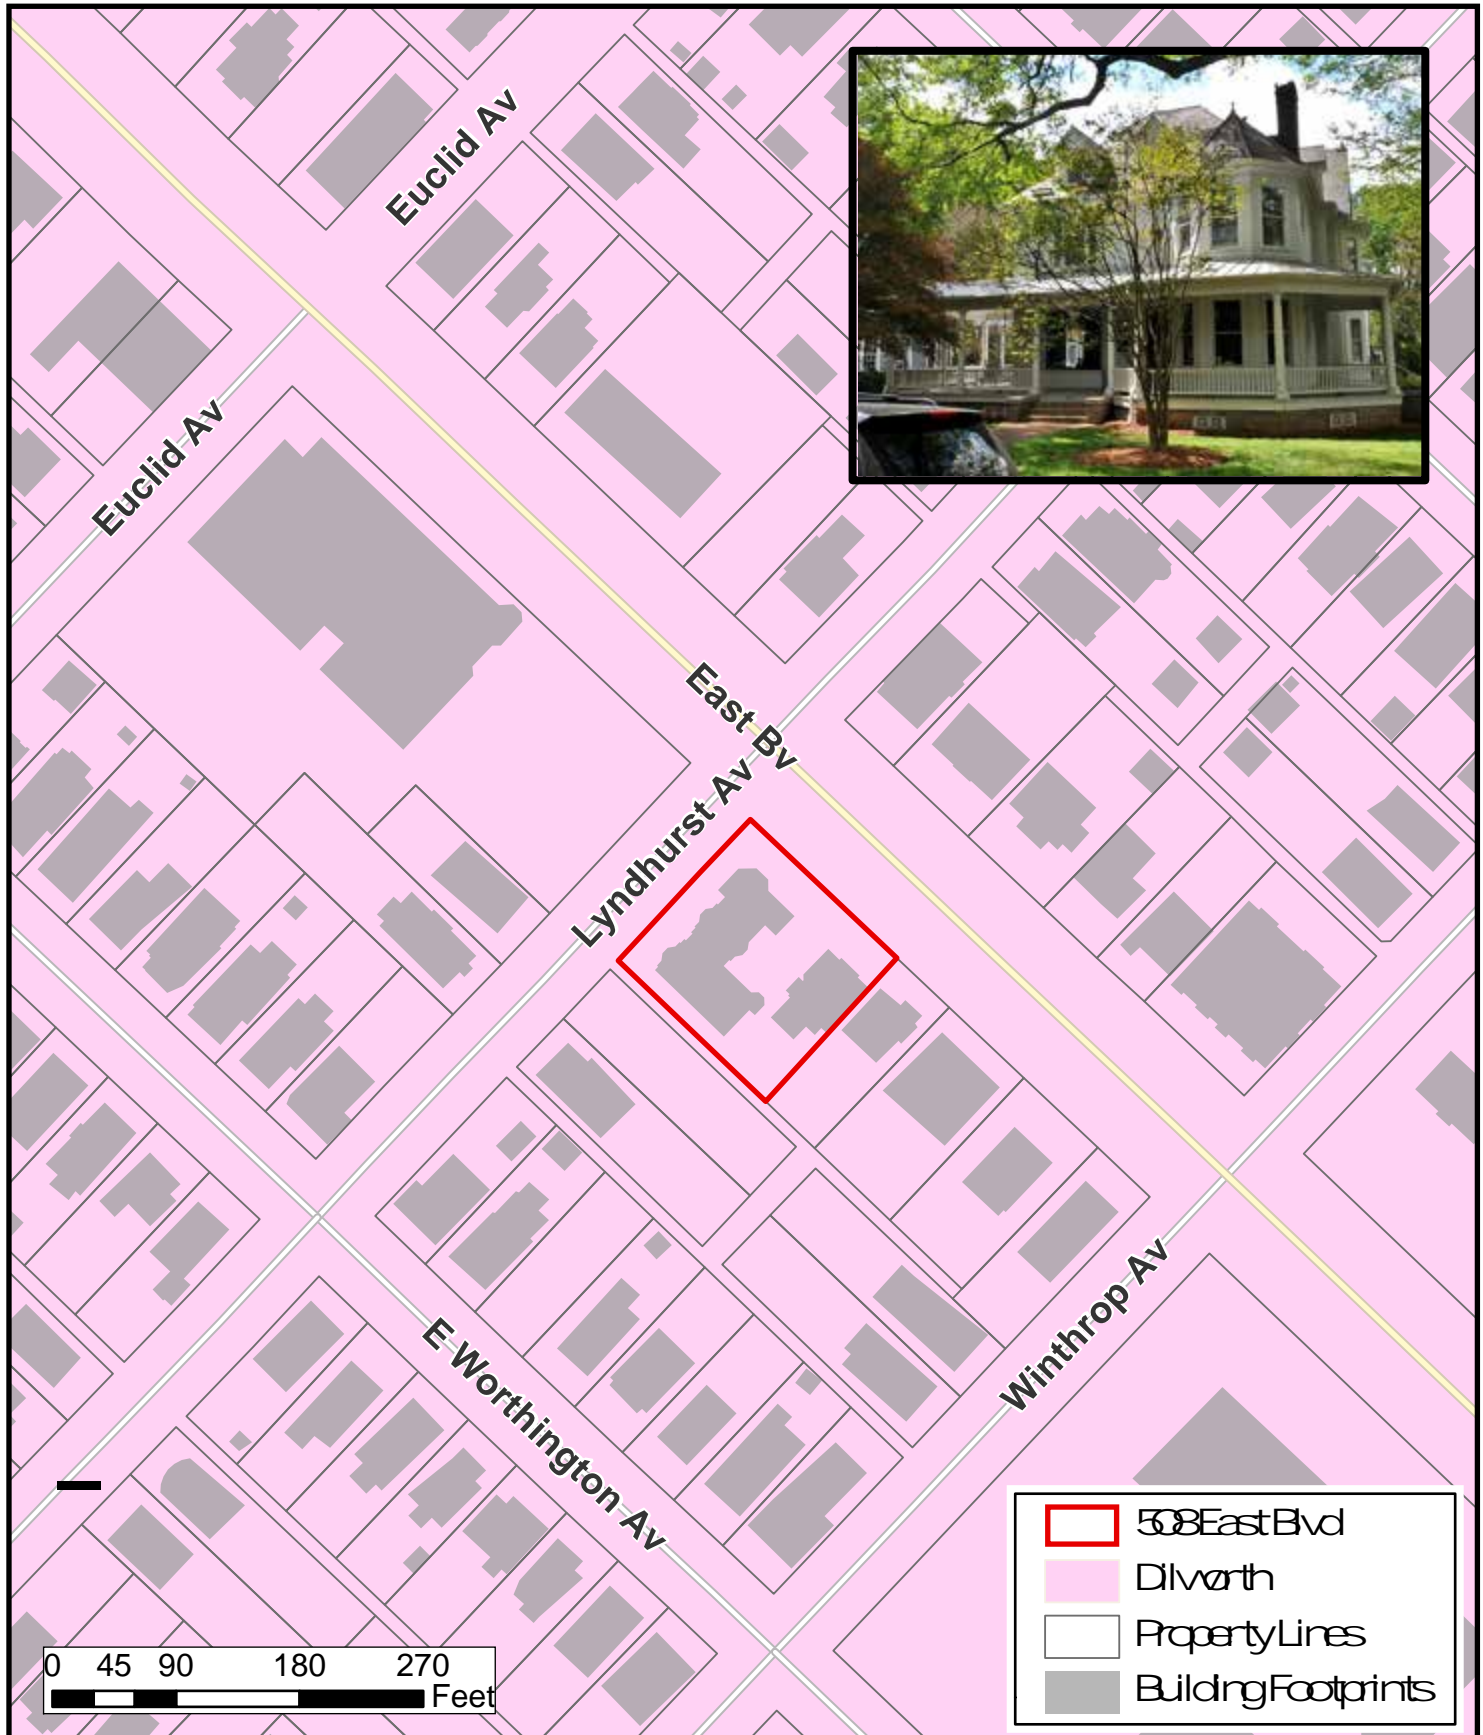 Euclid Av
Euclid Av
East Bv
Lyndhurst Av
Winthrop Av
E Worthington Av
508 East Blvd
Dilworth
Property Lines
Building Footprints
0 45 90 180 270
Feet